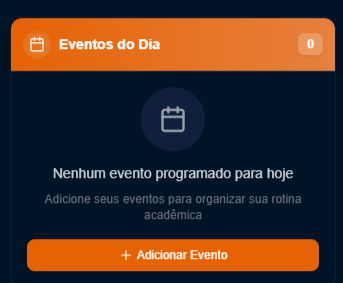 Eventos do Dia
0
Nenhum evento programado para hoje
Adicione seus eventos para organizar sua rotina
acadêmica
+ Adicionar Evento